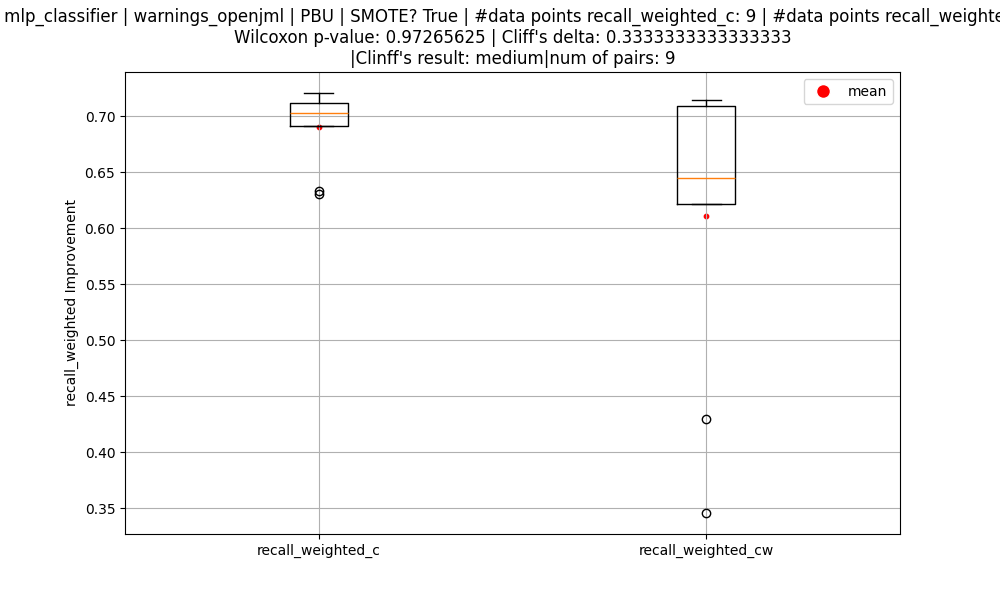 mlp_classifier | warnings_openjml | PBU | SMOTE? True | #data points recall_weighted_c: 9 | #data points recall_weighte
Wilcoxon p-value: 0.97265625 | Cliff's delta: 0.3333333333333333
|Clinff's result: medium|num of pairs: 9
mean
0.70
0.65
0.60
0.55
0.50
0.45
0.40
0.35
recall_weighted Improvement
recall_weighted_c
recall_weighted_cw